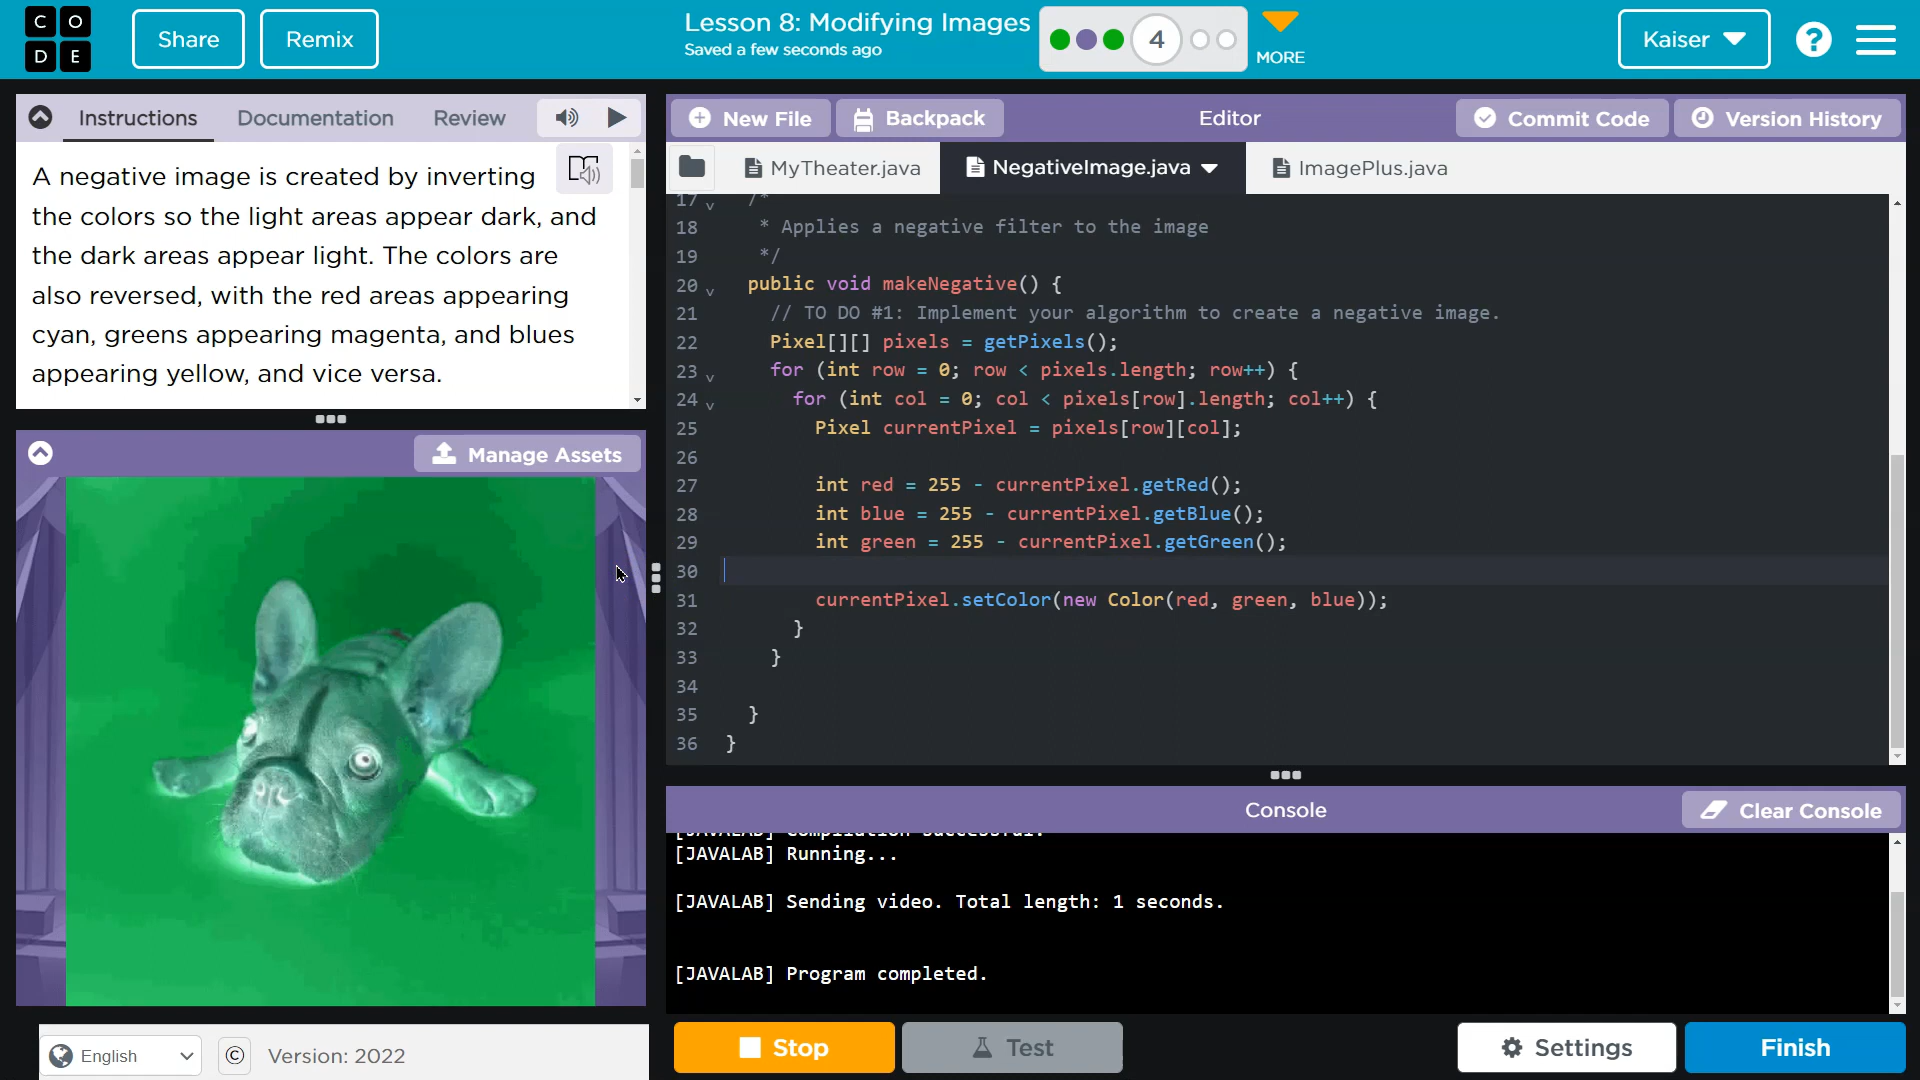 C O
D E
Share
Remix
Lesson 8: Modifying Images
Saved a few seconds ago
4
MORE
Kaiser
?
Instructions
Documentation
Review
A negative image is created by inverting
the colors so the light areas appear dark, and
the dark areas appear light. The colors are
also reversed, with the red areas appearing
cyan, greens appearing magenta, and blues
appearing yellow, and vice versa.
Manage Assets
New File
Backpack
Editor
Commit Code
Version History
MyTheater.java
NegativeImage.java
ImagePlus.java
17 /*
18 * Applies a negative filter to the image
19 */
20 public void makeNegative() {
21 // TO DO #1: Implement your algorithm to create a negative image.
22 Pixel[][] pixels = getPixels();
23 for (int row = 0; row < pixels.length; row++) {
24 for (int col = 0; col < pixels[row].length; col++) {
25 Pixel currentPixel = pixels[row][col];
26
27 int red = 255 - currentPixel.getRed();
28 int blue = 255 - currentPixel.getBlue();
29 int green = 255 - currentPixel.getGreen();
30
31 currentPixel.setColor(new Color(red, green, blue));
32 }
33 }
34
35 }
36 }
Console
Clear Console
[JAVALAB] Compilation successful.
[JAVALAB] Running...
[JAVALAB] Sending video. Total length: 1 seconds.
[JAVALAB] Program completed.
English
©
Version: 2022
Stop
Test
Settings
Finish